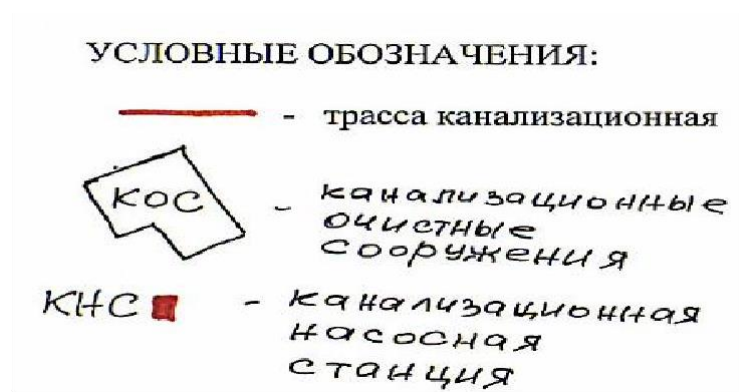 УСЛОВНЫЕ ОБОЗНАЧЕНИЯ:
- трасса канализационная
КОС - канализационные
очистные
сооружения
КНС - канализационная
насосная
станция